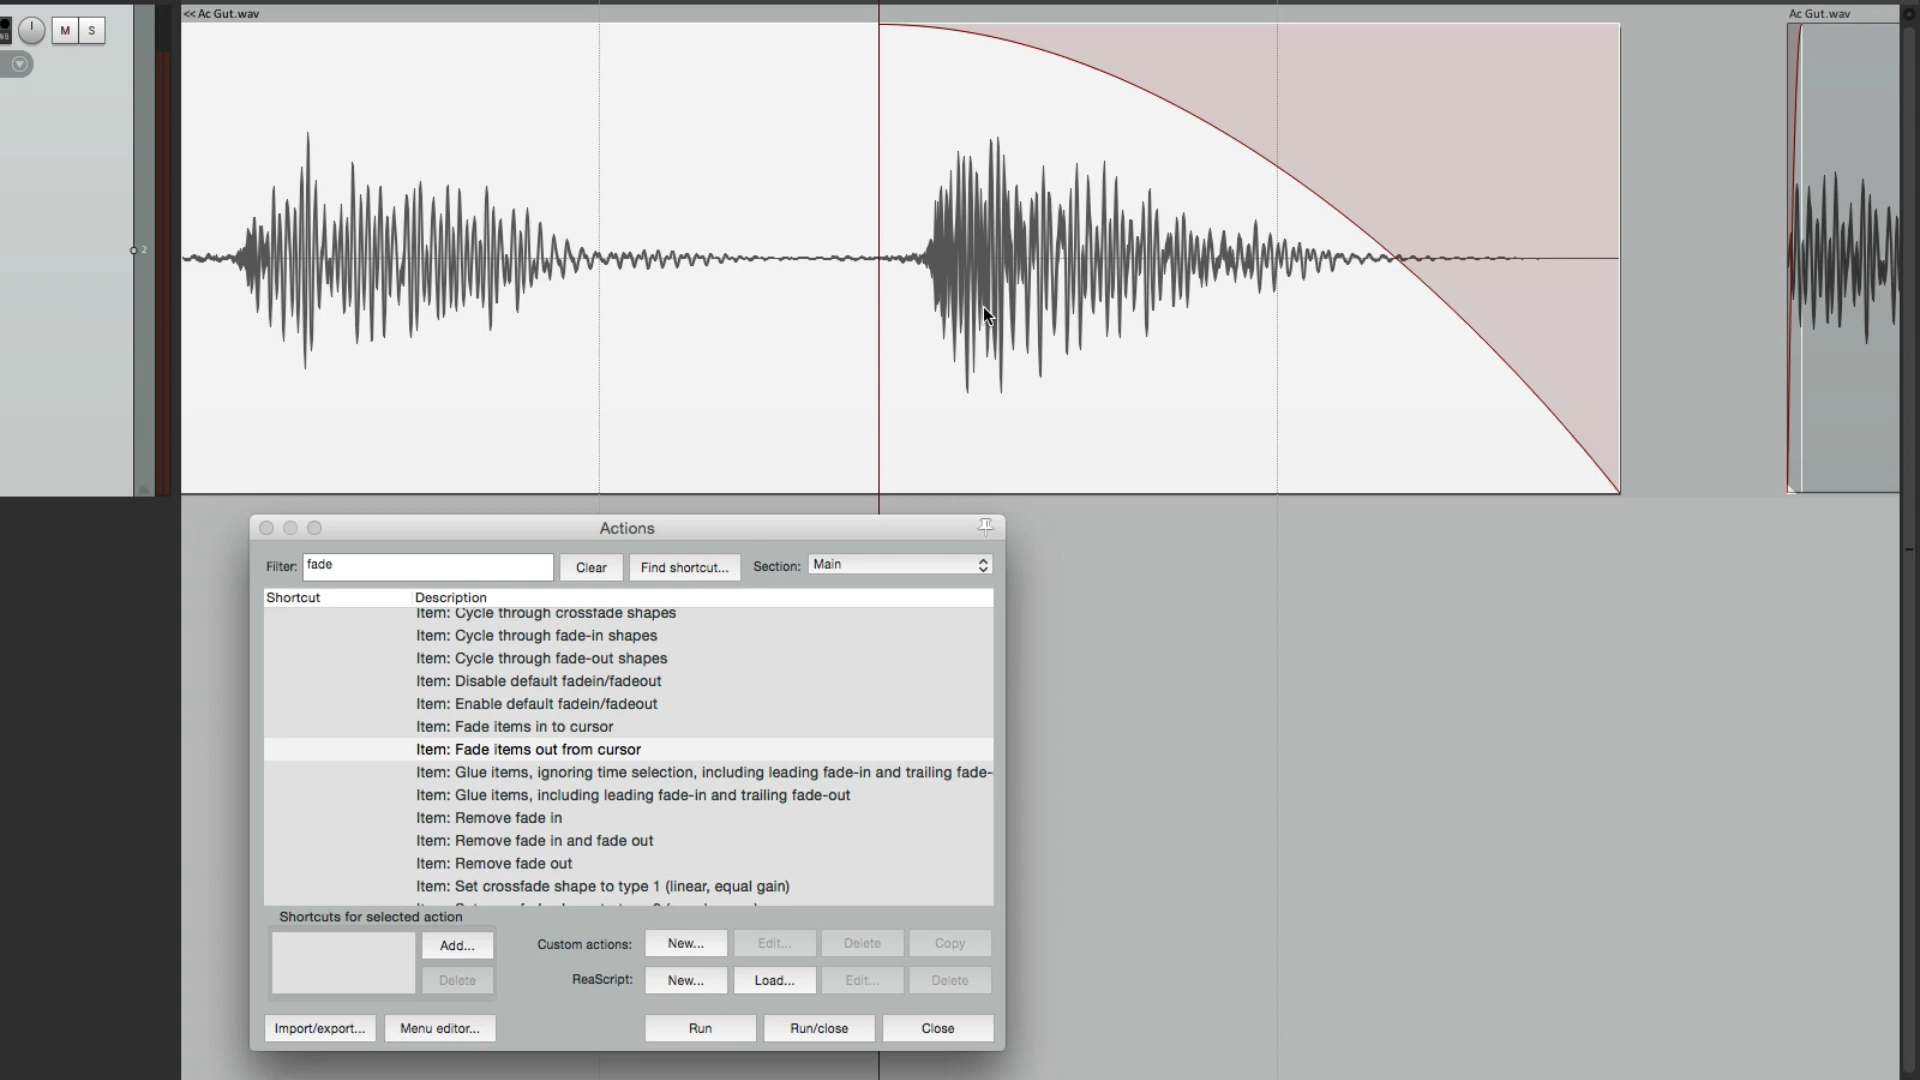 << Ac Gut.wav
Ac Gut.wav
M S
2
Actions
Filter: fade Clear Find shortcut... Section: Main
Shortcut Description
Item: Cycle through crossfade shapes
Item: Cycle through fade-in shapes
Item: Cycle through fade-out shapes
Item: Disable default fadein/fadeout
Item: Enable default fadein/fadeout
Item: Fade items in to cursor
Item: Fade items out from cursor
Item: Glue items, ignoring time selection, including leading fade-in and trailing fade-
Item: Glue items, including leading fade-in and trailing fade-out
Item: Remove fade in
Item: Remove fade in and fade out
Item: Remove fade out
Item: Set crossfade shape to type 1 (linear, equal gain)
Shortcuts for selected action
Add... Custom actions: New... Edit... Delete Copy
Delete ReaScript: New... Load... Edit... Delete
Import/export... Menu editor... Run Run/close Close